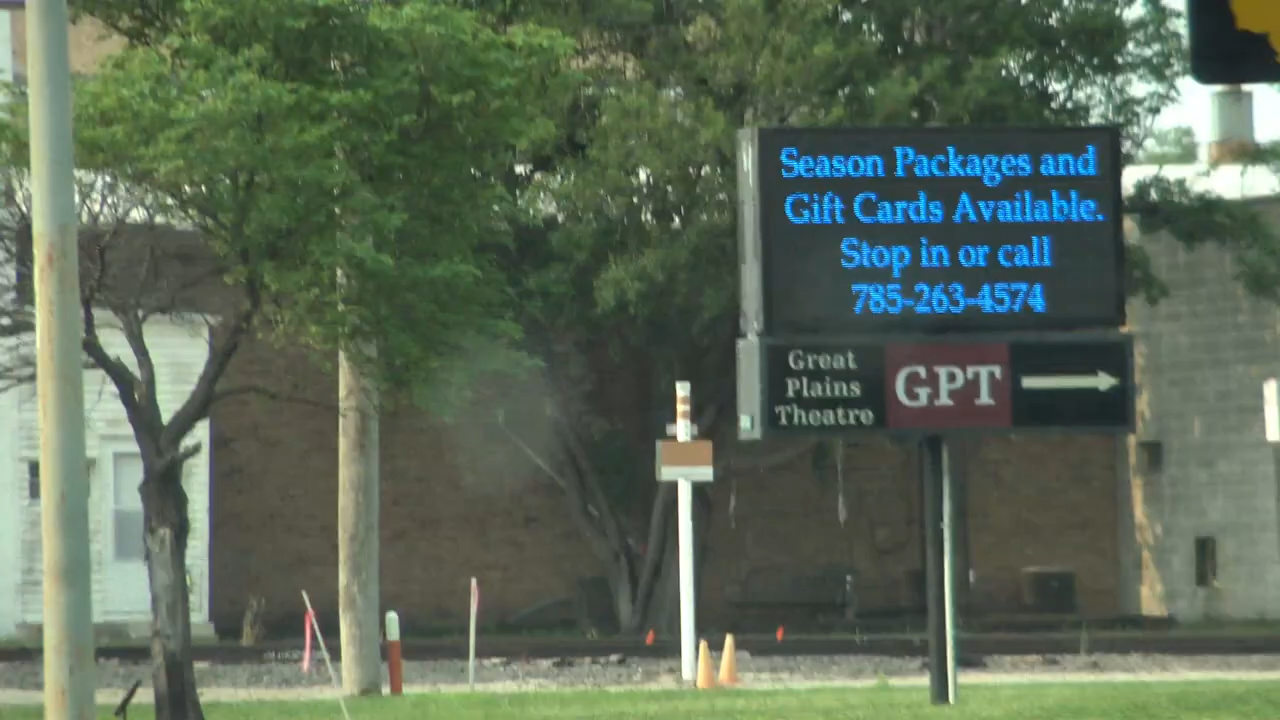 Season Packages and
Gift Cards Available.
Stop in or call
785-263-4574
Great
Plains
Theatre
GPT